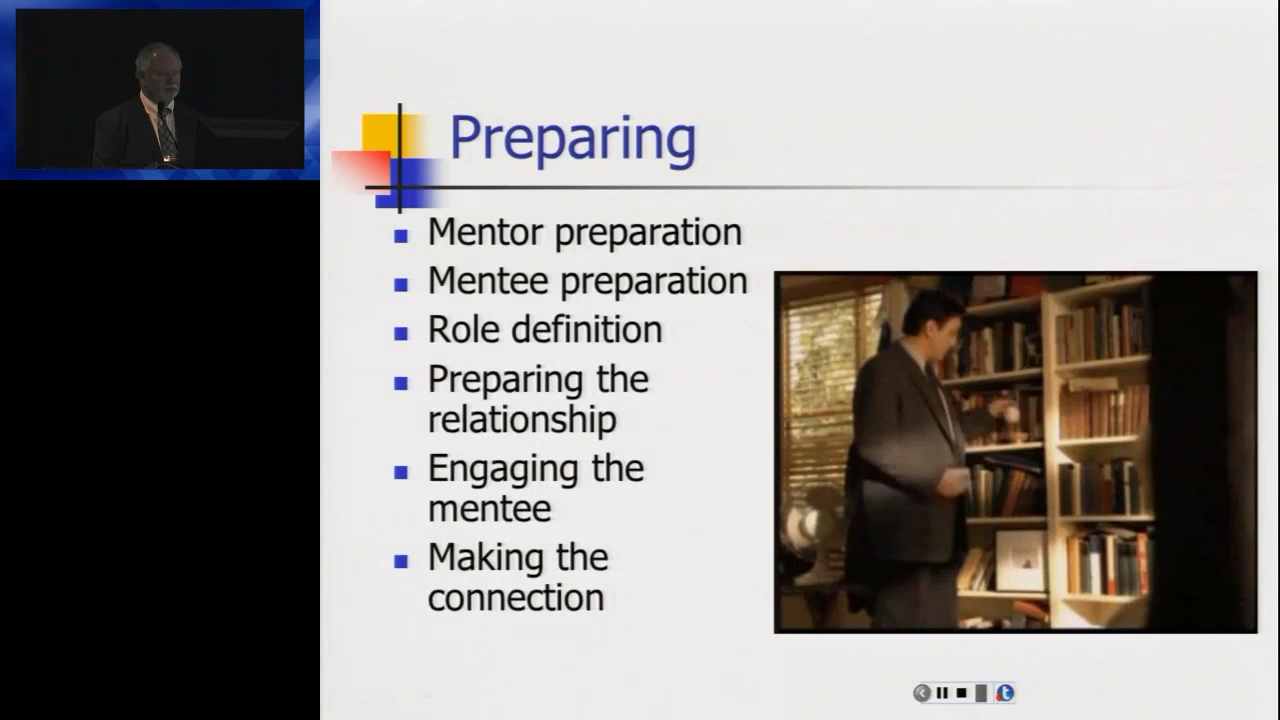 Preparing
Mentor preparation
Mentee preparation
Role definition
Preparing the
relationship
Engaging the
mentee
Making the
connection